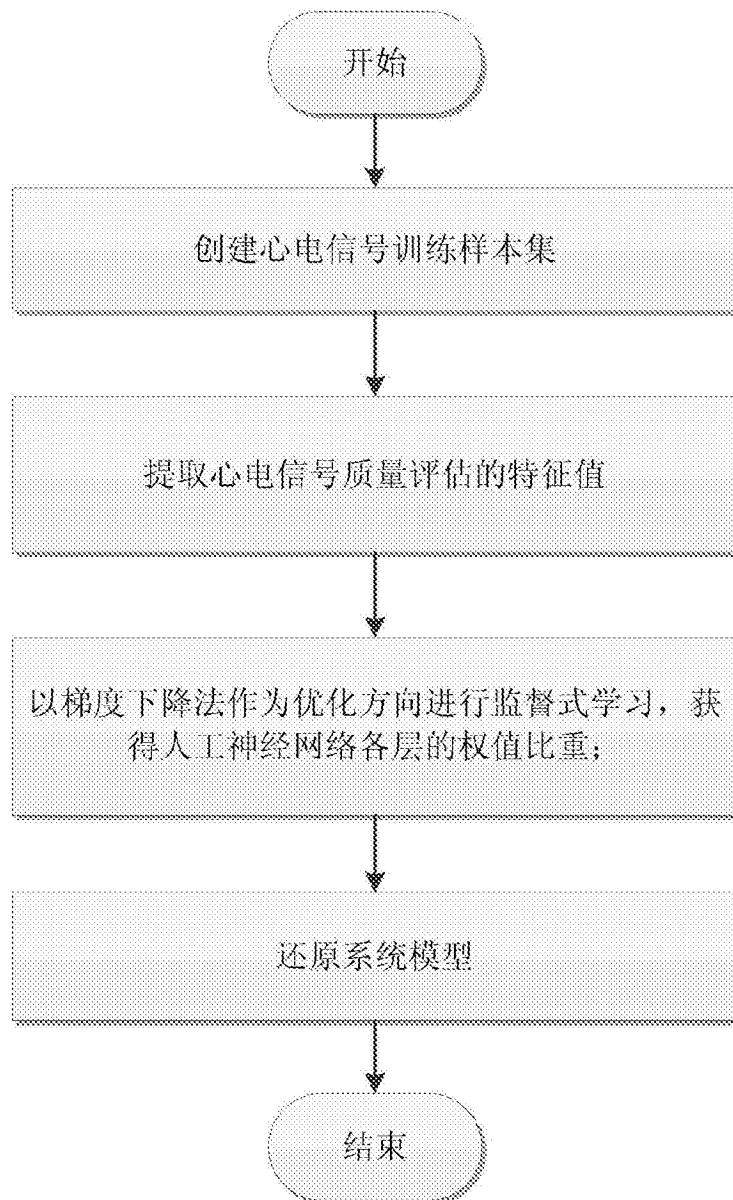 开始
创建心电信号训练样本集
提取心电信号质量评估的特征值
以梯度下降法作为优化方向进行监督式学习，获
得人工神经网络各层的权值比重；
还原系统模型
结束